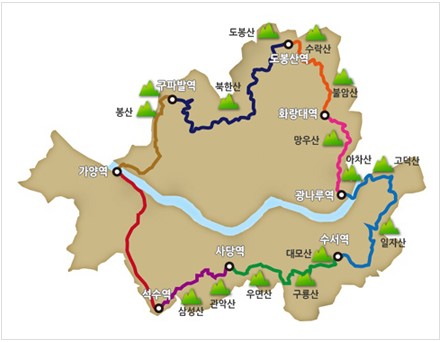 도봉산
수락산
도봉산역
구파발역
북한산
불암산
봉산
화랑대역
망우산
아차산
고덕산
가양역
광나루역
수서역
일자산
사당역
대모산
석수역
삼성산
관악산
우면산
구룡산